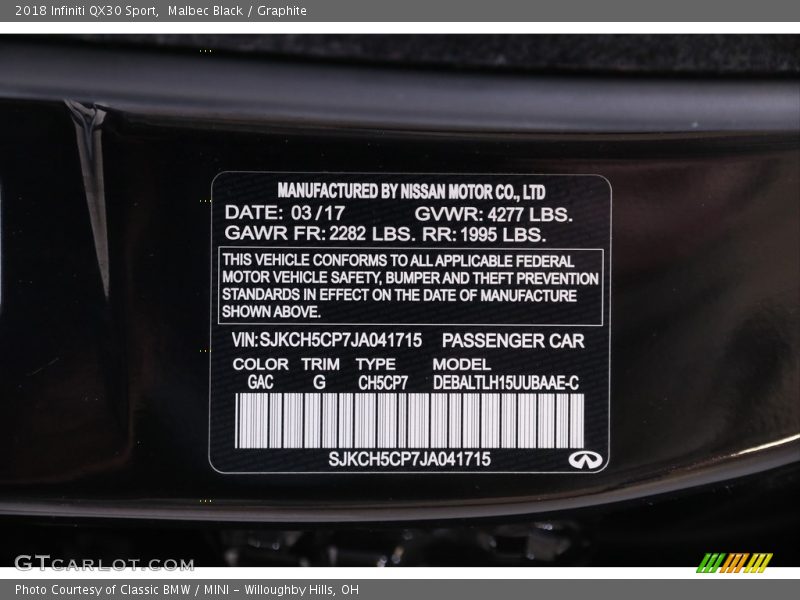 2018 Infiniti QX30 Sport,  Malbec Black / Graphite
MANUFACTURED BY NISSAN MOTOR CO., LTD
DATE: 03/17 GVWR: 4277 LBS.
GAWR FR: 2282 LBS. RR: 1995 LBS.
THIS VEHICLE CONFORMS TO ALL APPLICABLE FEDERAL
MOTOR VEHICLE SAFETY, BUMPER AND THEFT PREVENTION
STANDARDS IN EFFECT ON THE DATE OF MANUFACTURE
SHOWN ABOVE.
VIN: SJKCH5CP7JA041715 PASSENGER CAR
COLOR TRIM TYPE MODEL
GAC G CH5CP7 DEBALTLH15UUBAAE-C
SJKCH5CP7JA041715
GTCARLOT.COM
Photo Courtesy of Classic BMW / MINI - Willoughby Hills, OH